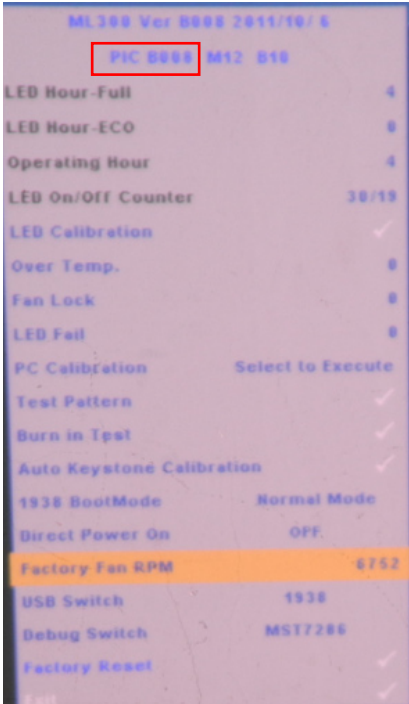 ML300 Ver B008 2011/10/ 6
PIC B008 M12 B10
LED Hour-Full 4
LED Hour-ECO 0
Operating Hour 4
LED On/Off Counter 30/19
LED Calibration
Over Temp. 0
Fan Lock 0
LED Fail 0
PC Calibration Select to Execute
Test Pattern
Burn in Test
Auto Keystone Calibration
1938 BootMode Normal Mode
Direct Power On OFF
Factory Fan RPM 6752
USB Switch 1938
Debug Switch MST7286
Factory Reset
Exit